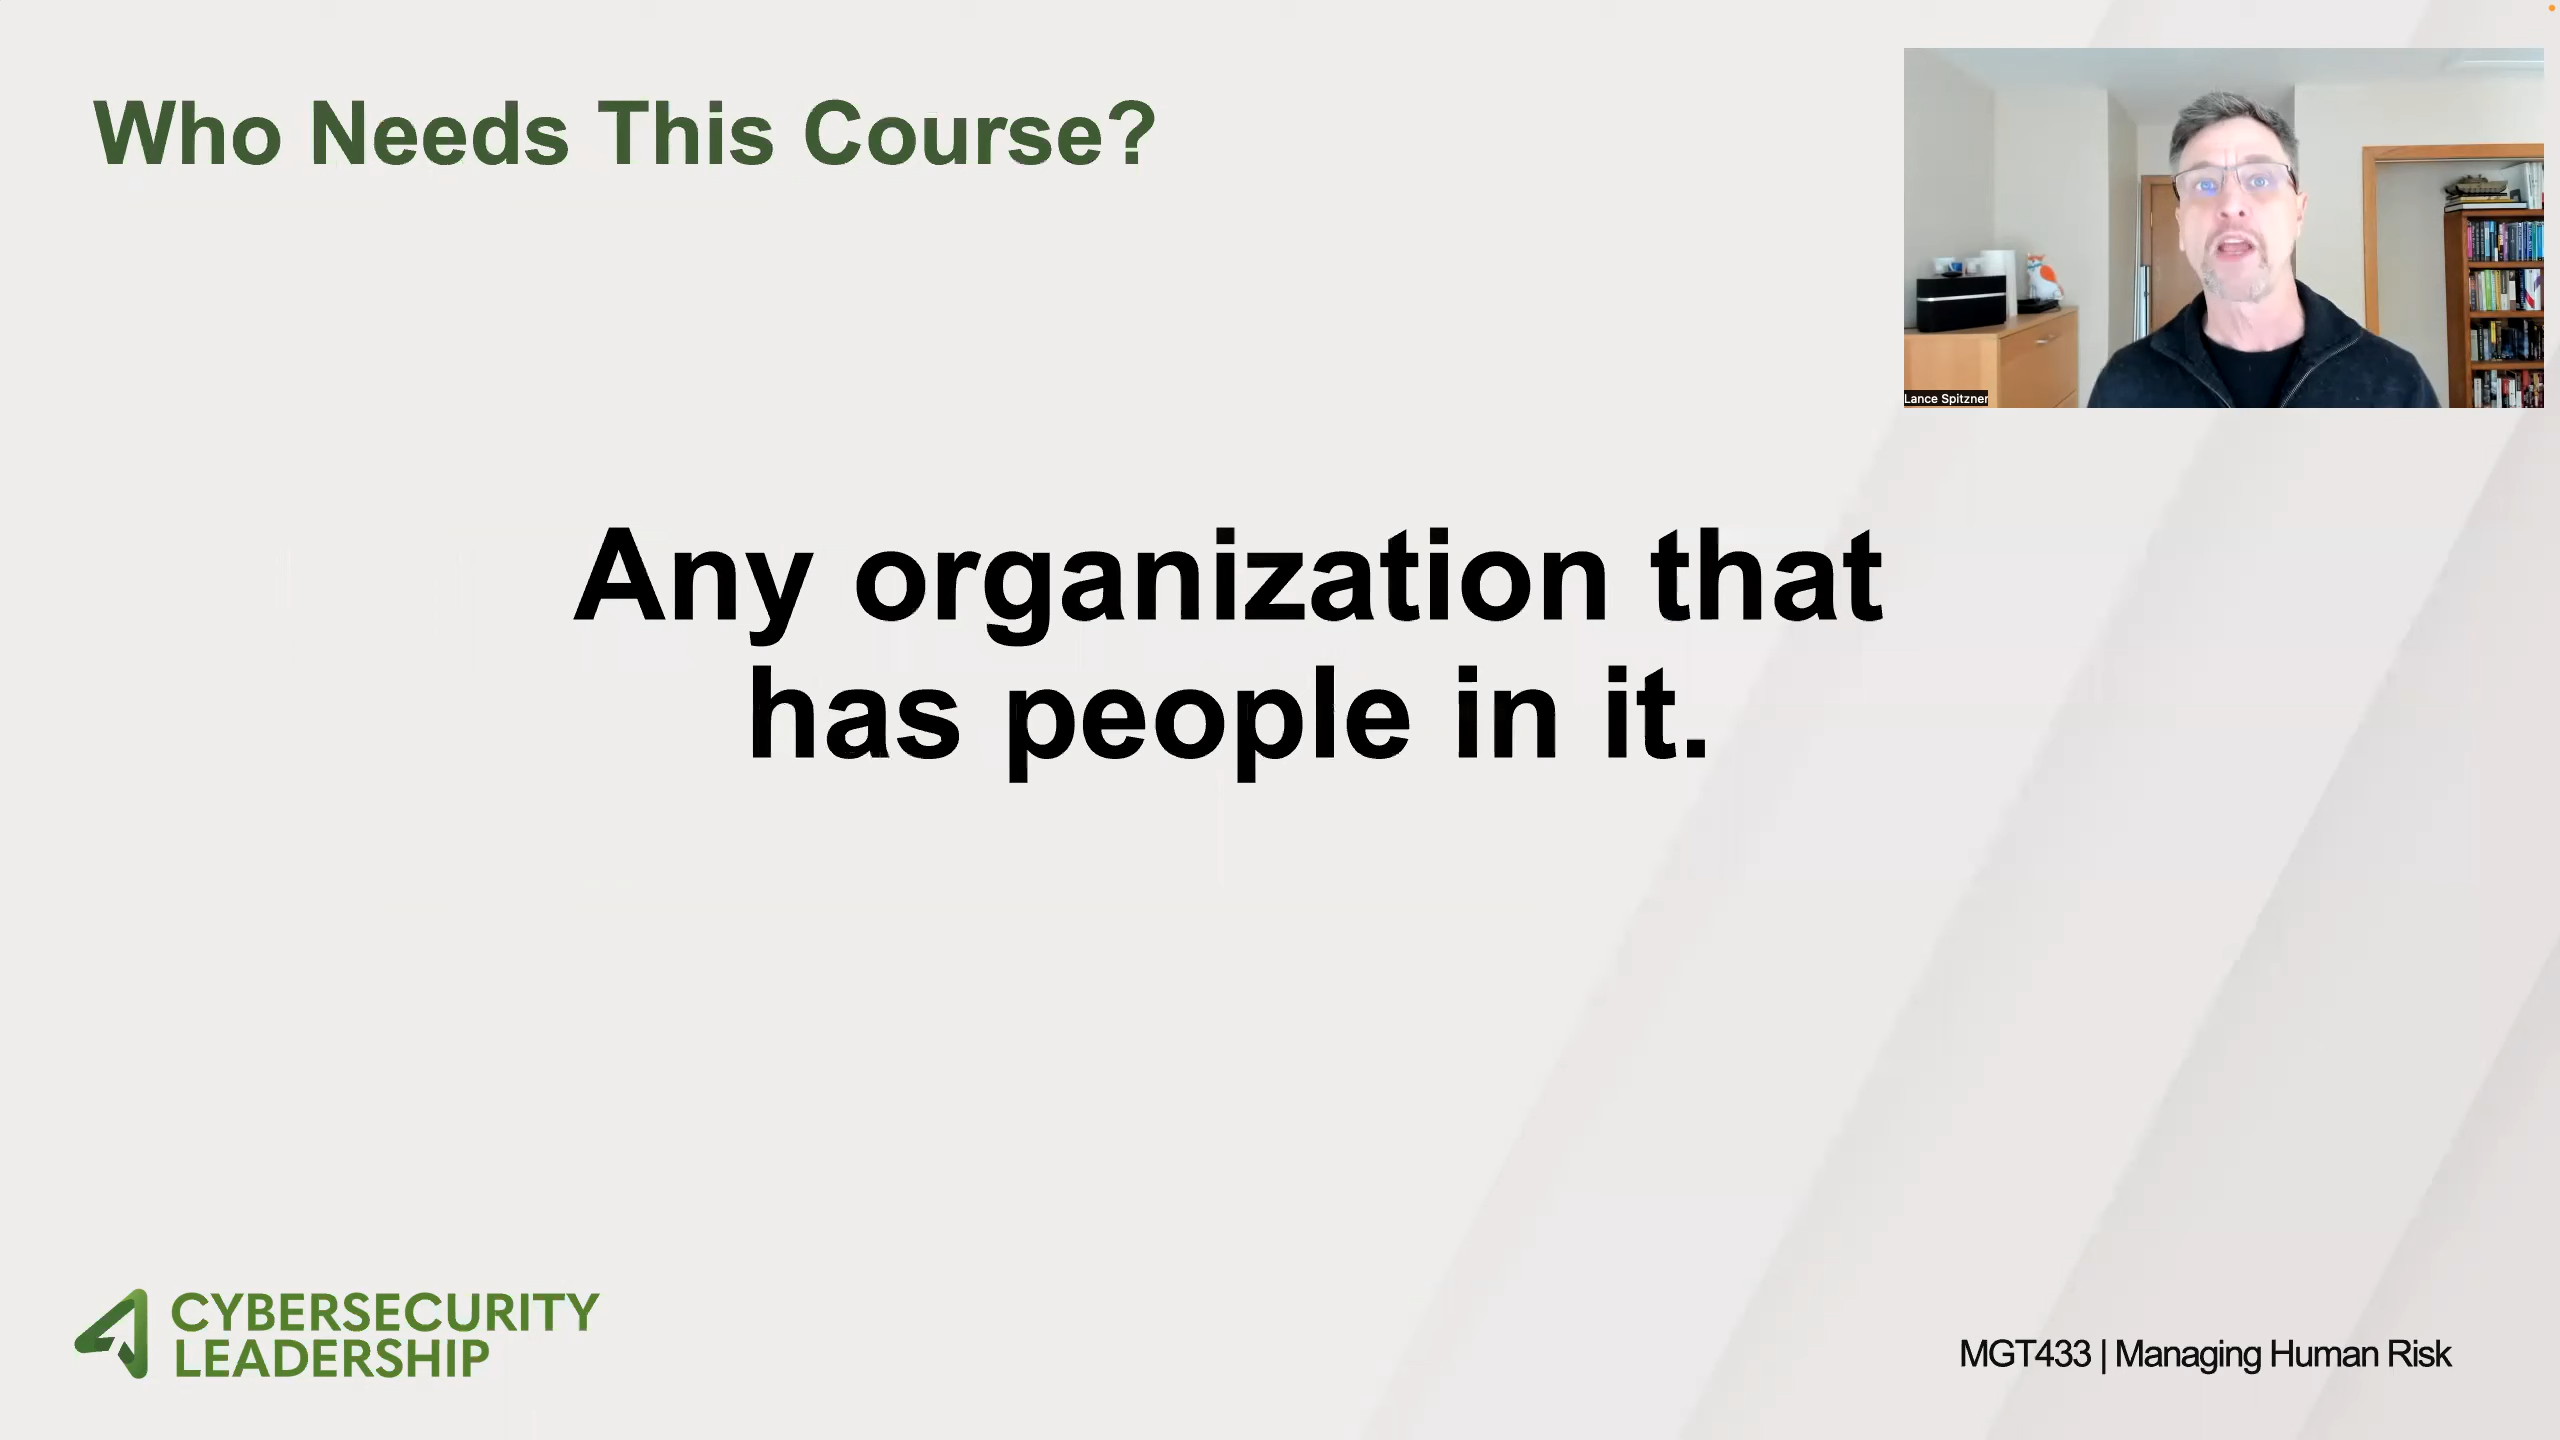 Who Needs This Course?
Lance Spitzner
Any organization that
has people in it.
CYBERSECURITY
LEADERSHIP
MGT433 | Managing Human Risk